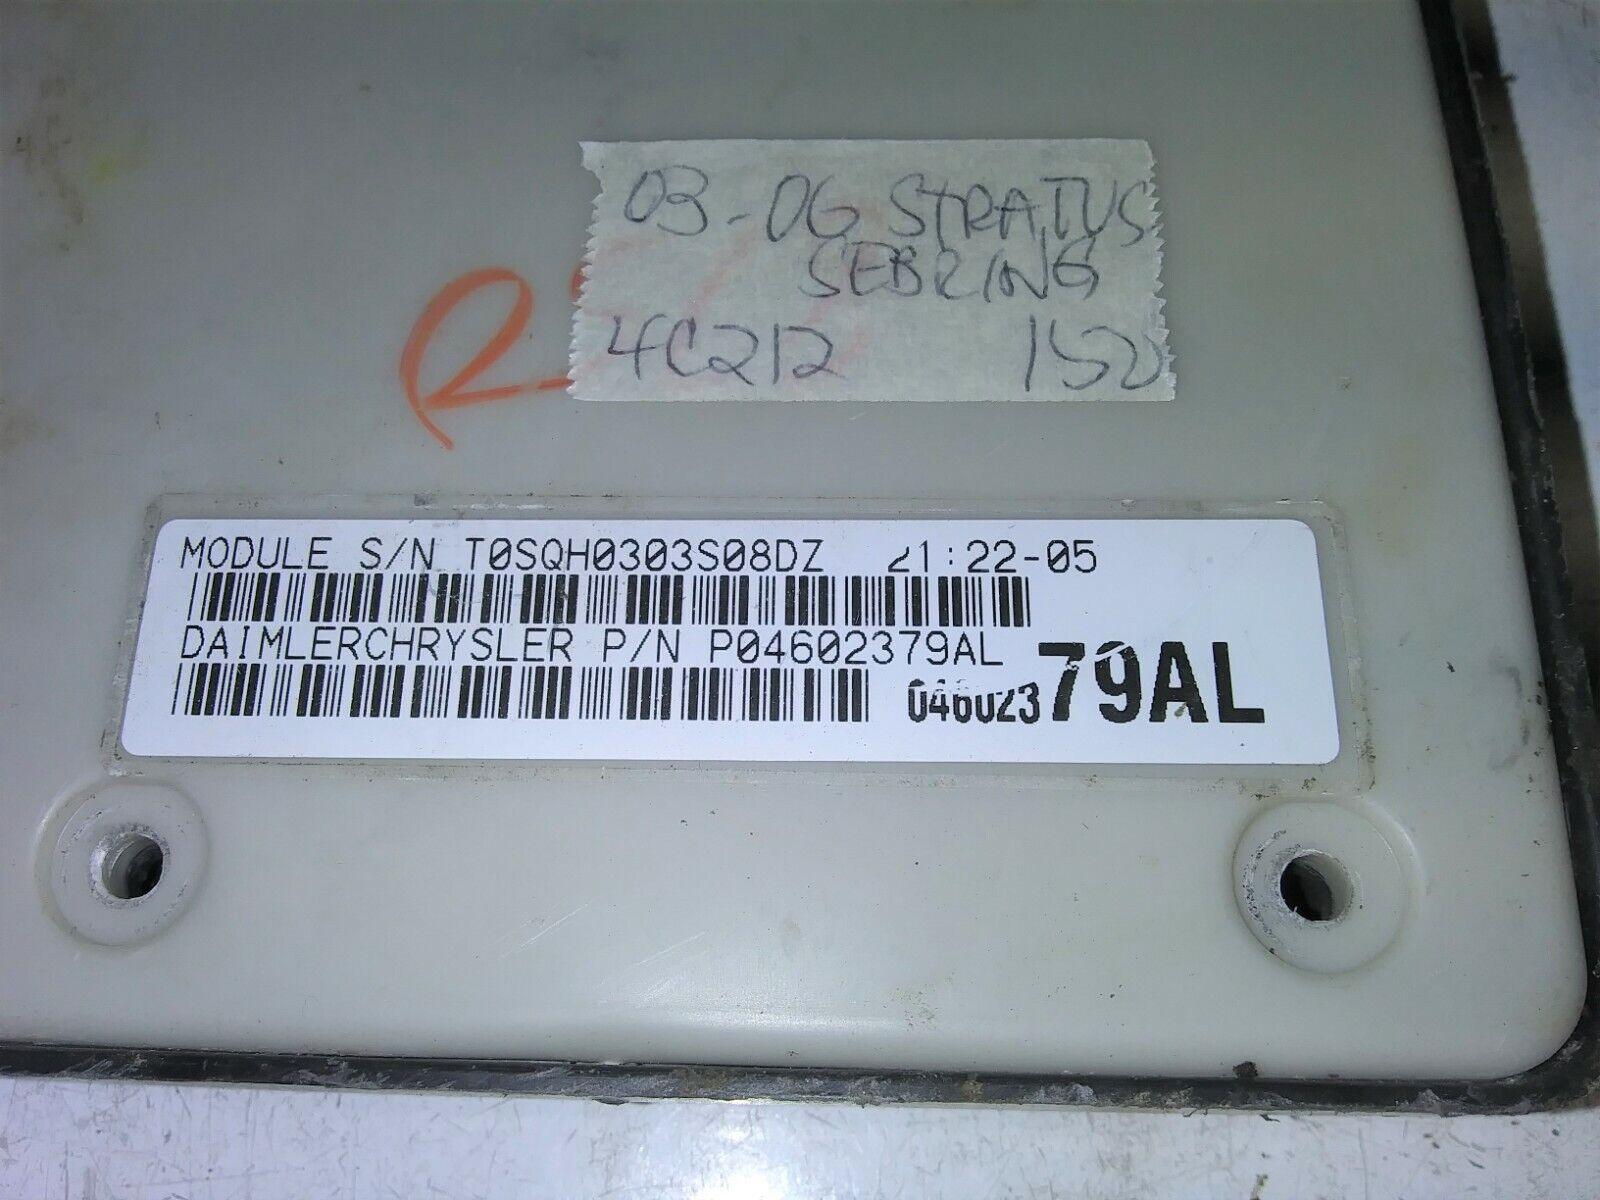 03-06 STRATUS
SEBRING
4C212 150
MODULE S/N T0SQH0303S08DZ 21:22-05
DAIMLERCHRYSLER P/N P04602379AL
04602379AL